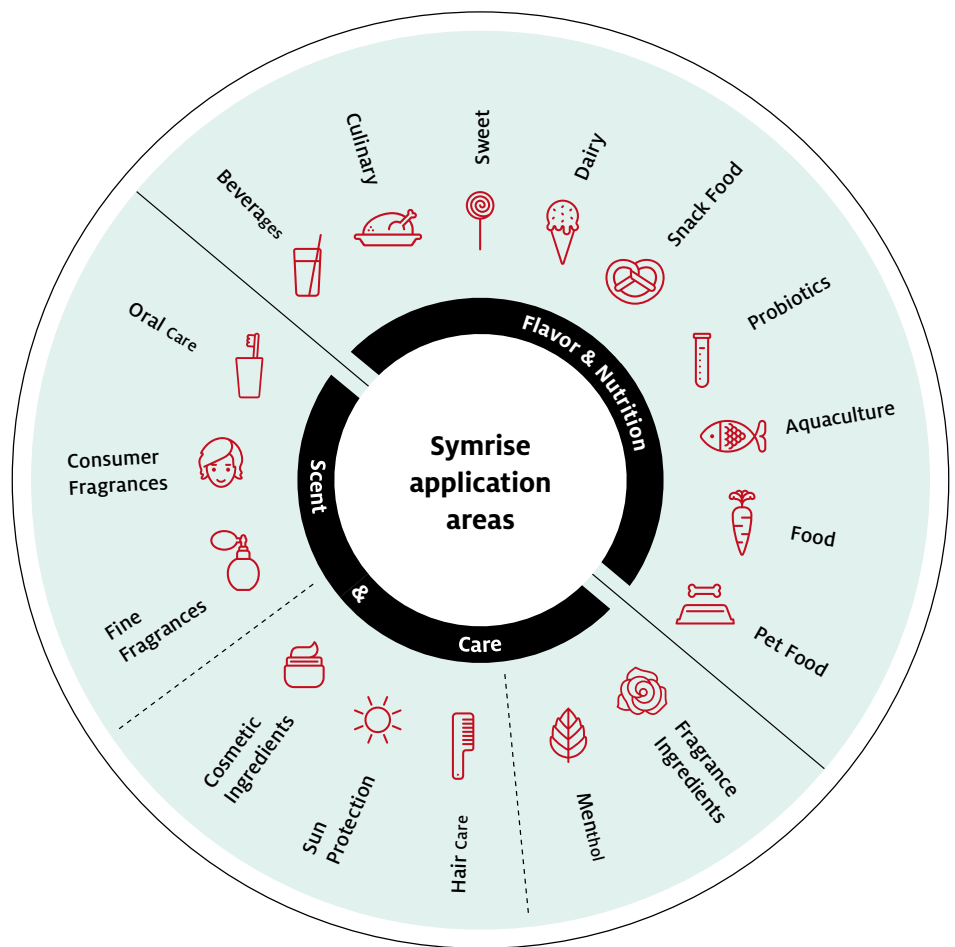 Symrise
application
areas
Flavor & Nutrition
Beverages
Culinary
Sweet
Dairy
Snack Food
Probiotics
Aquaculture
Food
Pet Food
Scent & Care
Fragrance
Ingredients
Menthol
Hair Care
Sun
Protection
Cosmetic
Ingredients
Fine
Fragrances
Consumer
Fragrances
Oral Care